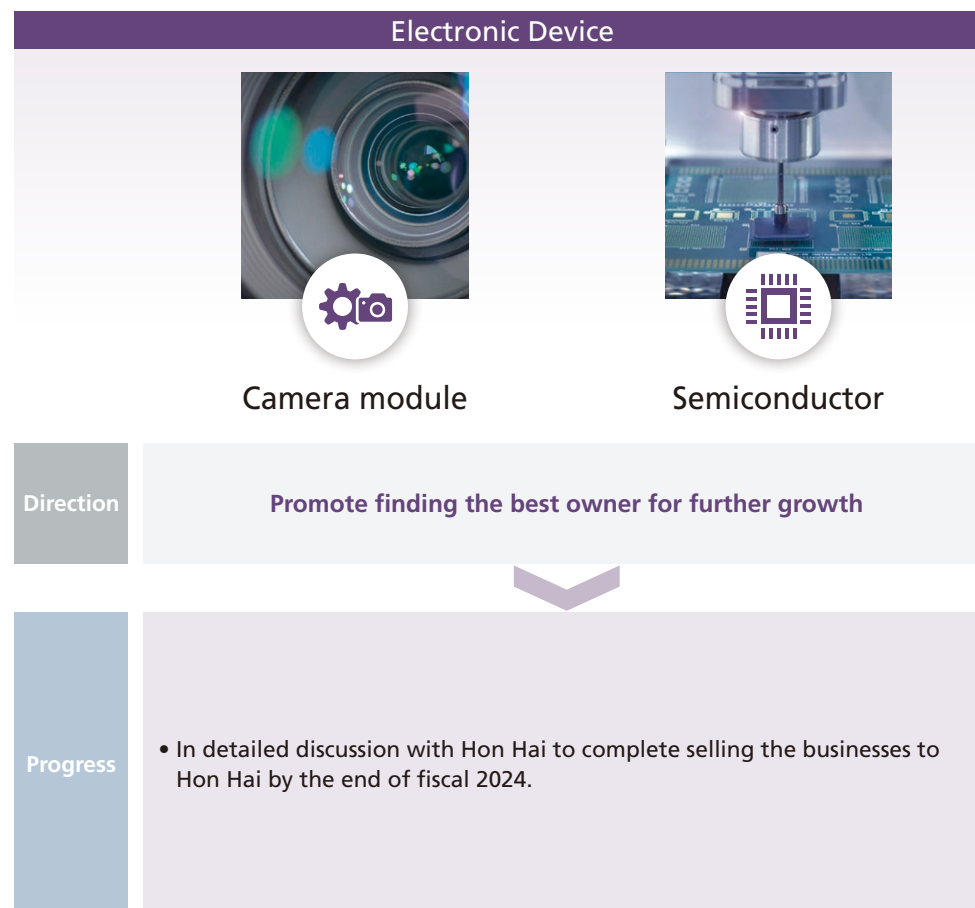 Electronic Device
Camera module
Semiconductor
Direction
Promote finding the best owner for further growth
Progress
• In detailed discussion with Hon Hai to complete selling the businesses to
Hon Hai by the end of fiscal 2024.